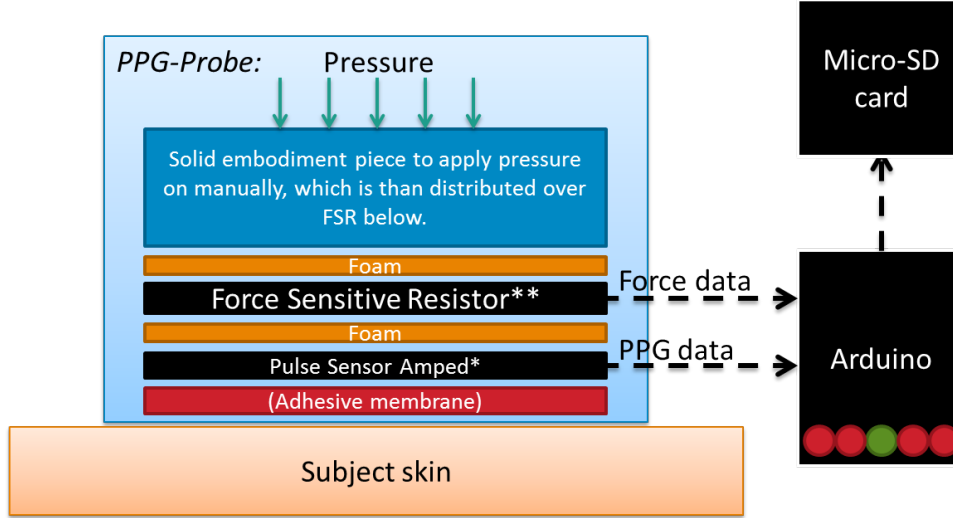 PPG-Probe: Pressure
Solid embodiment piece to apply pressure
on manually, which is than distributed over
FSR below.
Foam
Force Sensitive Resistor**
Foam
Pulse Sensor Amped*
(Adhesive membrane)
Subject skin
Force data
PPG data
Micro-SD
card
Arduino